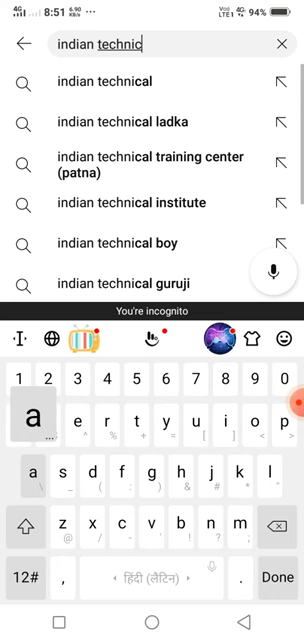 4G 8:51 6.90 KB/s ••• Vo) LTE1 4G 94%
indian technic
indian technical
indian technical ladka
indian technical training center
(patna)
indian technical institute
indian technical boy
indian technical guruji
You're incognito
1 2 3 4 5 6 7 8 9 0
a ... e ^ r % t + y = u [ i ] o < p >
a \ s _ d ( f : g ) h & j # k * l "
z @ x / c - v ' b ! n ? m ;
12# , हिंदी (लैटिन) . Done